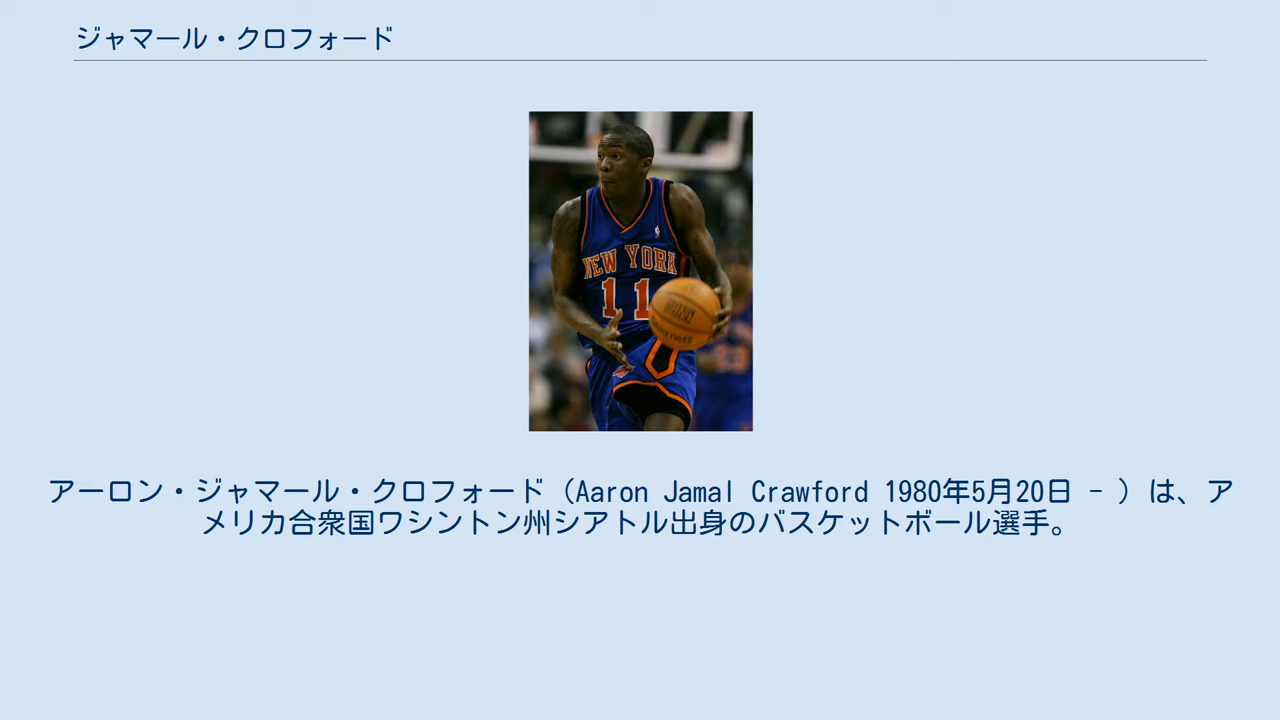 ジャマール・クロフォード
NEW YORK
11
アーロン・ジャマール・クロフォード（Aaron Jamal Crawford 1980年5月20日 - ）は、ア
メリカ合衆国ワシントン州シアトル出身のバスケットボール選手。